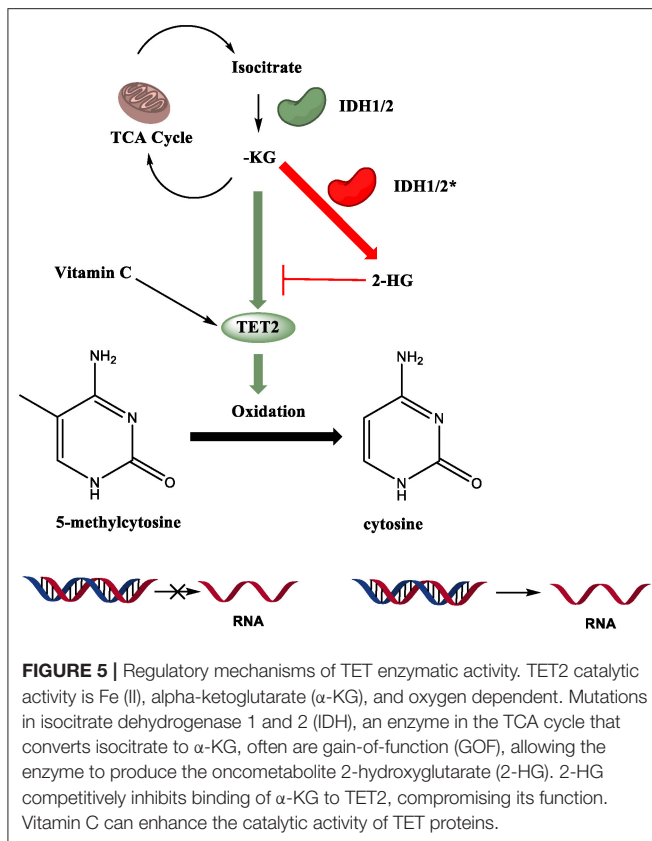 Isocitrate
IDH1/2
TCA Cycle
-KG
IDH1/2*
2-HG
Vitamin C
TET2
Oxidation
NH₂
N
N
H
O
5-methylcytosine
NH₂
N
N
H
O
cytosine
RNA
RNA
FIGURE 5 | Regulatory mechanisms of TET enzymatic activity. TET2 catalytic
activity is Fe (II), alpha-ketoglutarate (α-KG), and oxygen dependent. Mutations
in isocitrate dehydrogenase 1 and 2 (IDH), an enzyme in the TCA cycle that
converts isocitrate to α-KG, often are gain-of-function (GOF), allowing the
enzyme to produce the oncometabolite 2-hydroxyglutarate (2-HG). 2-HG
competitively inhibits binding of α-KG to TET2, compromising its function.
Vitamin C can enhance the catalytic activity of TET proteins.